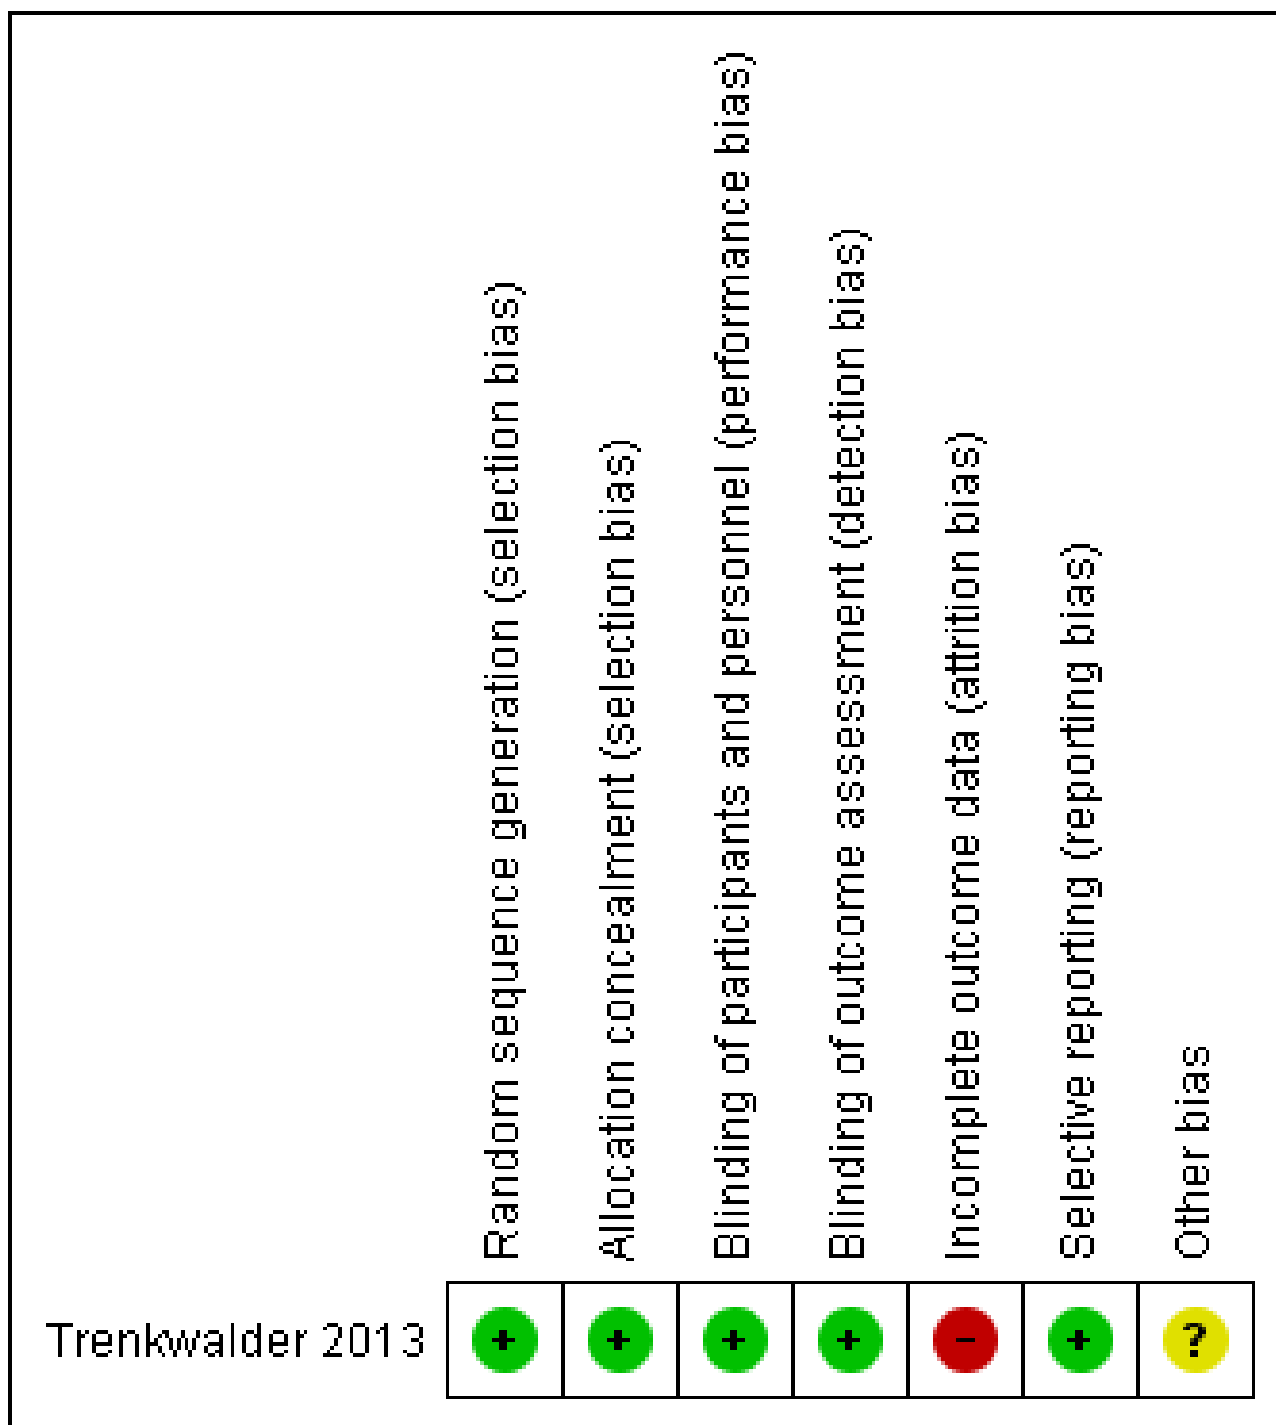 Random sequence generation (selection bias)
Allocation concealment (selection bias)
Blinding of participants and personnel (performance bias)
Blinding of outcome assessment (detection bias)
Incomplete outcome data (attrition bias)
Selective reporting (reporting bias)
Other bias
Trenkwalder 2013 + + + + - + ?